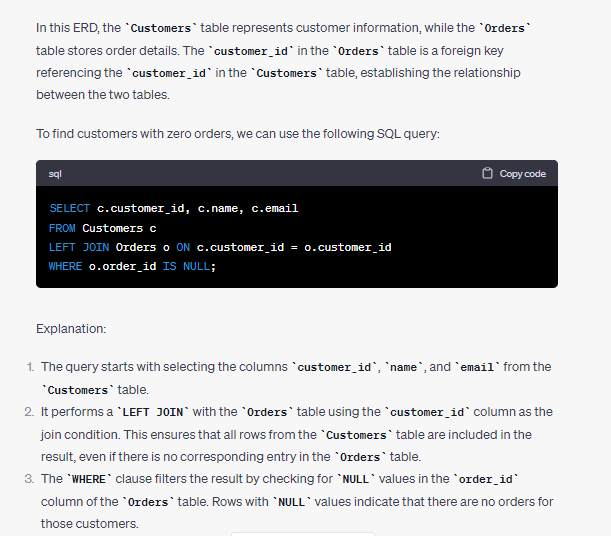 In this ERD, the `Customers` table represents customer information, while the `Orders`
table stores order details. The `customer_id` in the `Orders` table is a foreign key
referencing the `customer_id` in the `Customers` table, establishing the relationship
between the two tables.
To find customers with zero orders, we can use the following SQL query:
sql
Copy code
SELECT c.customer_id, c.name, c.email
FROM Customers c
LEFT JOIN Orders o ON c.customer_id = o.customer_id
WHERE o.order_id IS NULL;
Explanation:
1. The query starts with selecting the columns `customer_id`, `name`, and `email` from the
`Customers` table.
2. It performs a `LEFT JOIN` with the `Orders` table using the `customer_id` column as the
join condition. This ensures that all rows from the `Customers` table are included in the
result, even if there is no corresponding entry in the `Orders` table.
3. The `WHERE` clause filters the result by checking for `NULL` values in the `order_id`
column of the `Orders` table. Rows with `NULL` values indicate that there are no orders for
those customers.